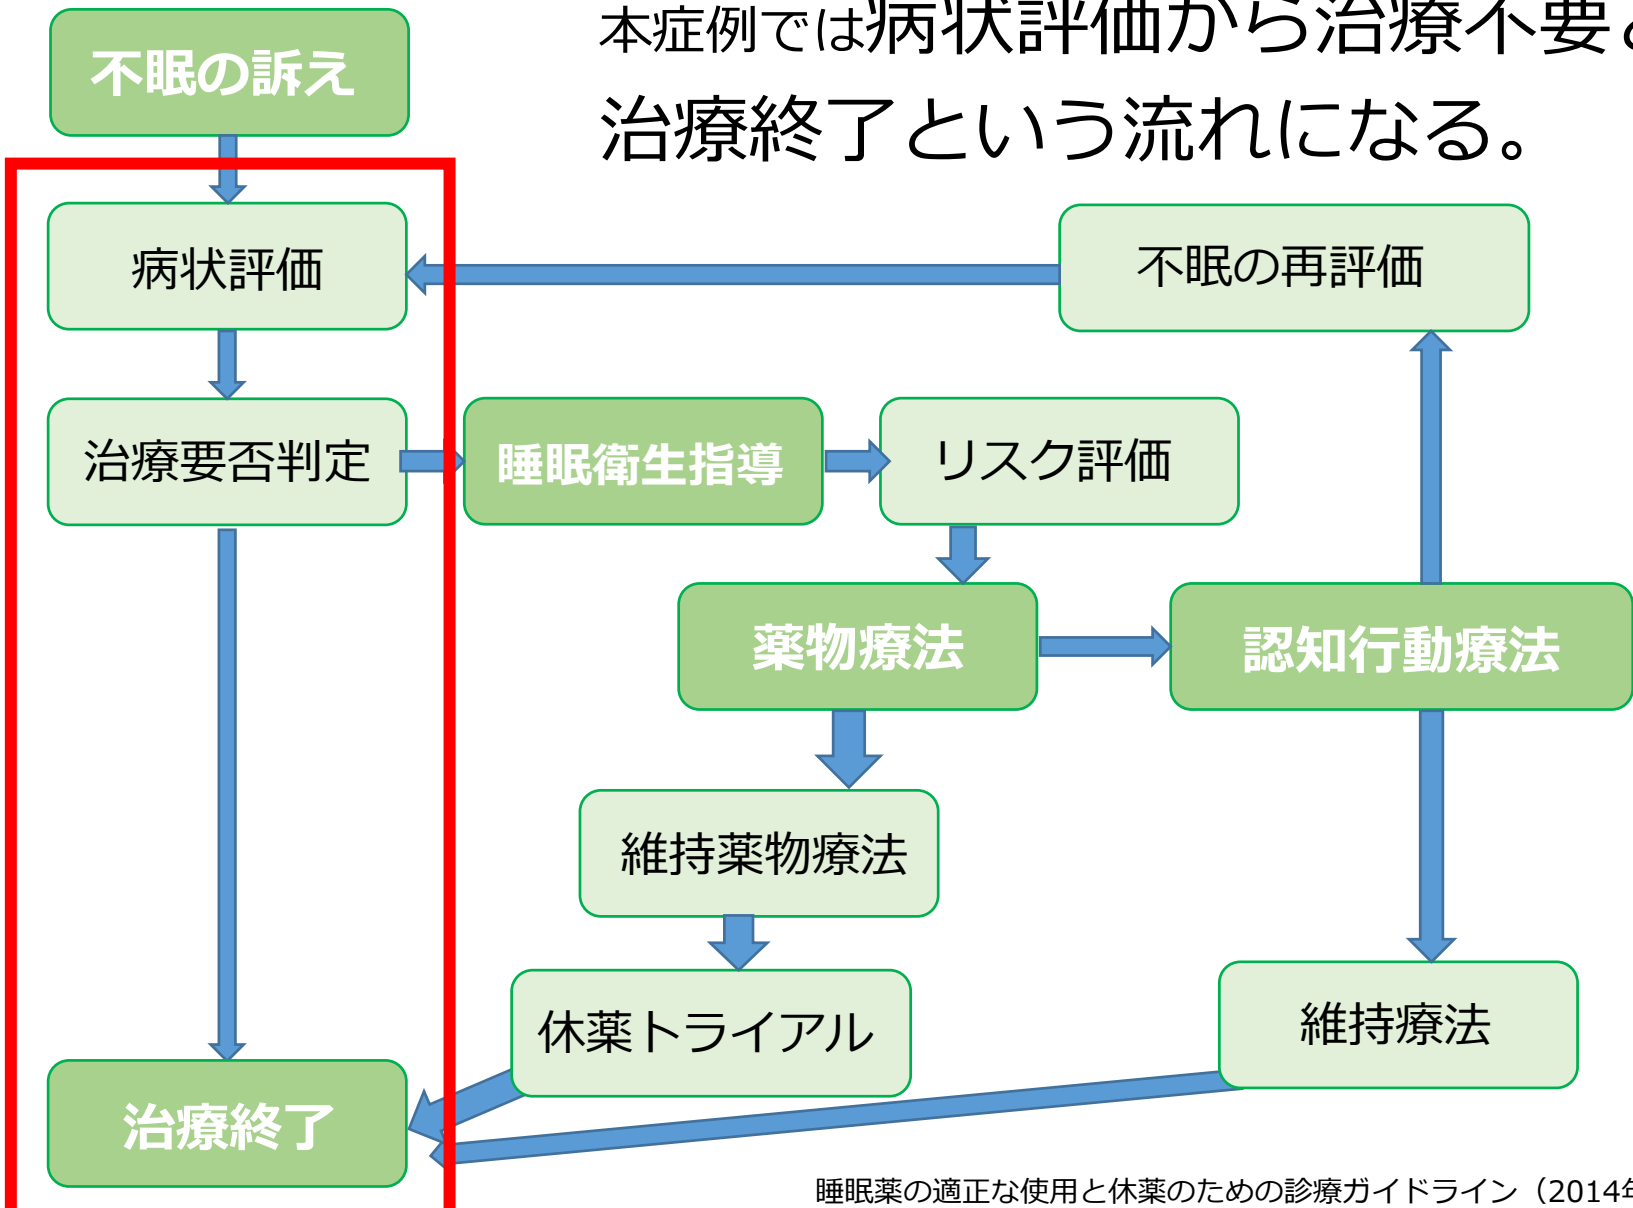 本症例では病状評価から治療不要と
治療終了という流れになる。
不眠の訴え
病状評価
不眠の再評価
治療要否判定
睡眠衛生指導
リスク評価
薬物療法
認知行動療法
維持薬物療法
休薬トライアル
維持療法
治療終了
睡眠薬の適正な使用と休薬のための診療ガイドライン（2014年